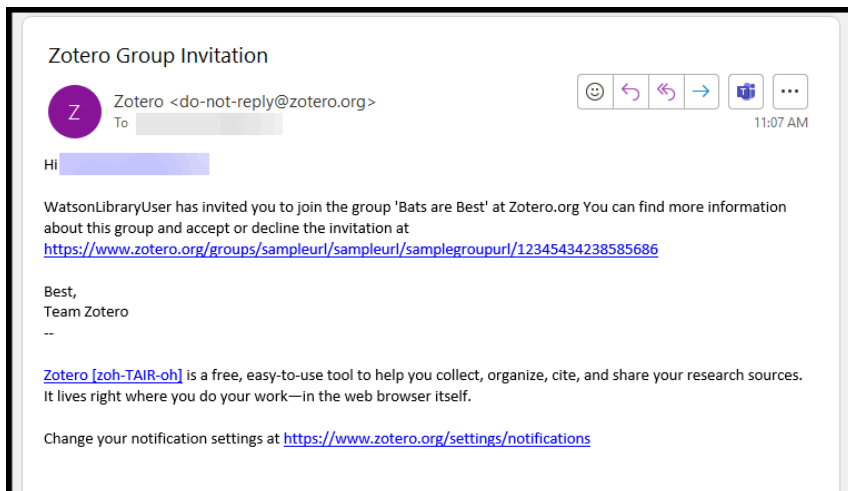 Zotero Group Invitation
Z
Zotero <do-not-reply@zotero.org>
To
11:07 AM
Hi
WatsonLibraryUser has invited you to join the group 'Bats are Best' at Zotero.org You can find more information
about this group and accept or decline the invitation at
https://www.zotero.org/groups/sampleurl/sampleurl/samplegroupurl/12345434238585686
Best,
Team Zotero
--
Zotero [zoh-TAIR-oh] is a free, easy-to-use tool to help you collect, organize, cite, and share your research sources.
It lives right where you do your work—in the web browser itself.
Change your notification settings at https://www.zotero.org/settings/notifications